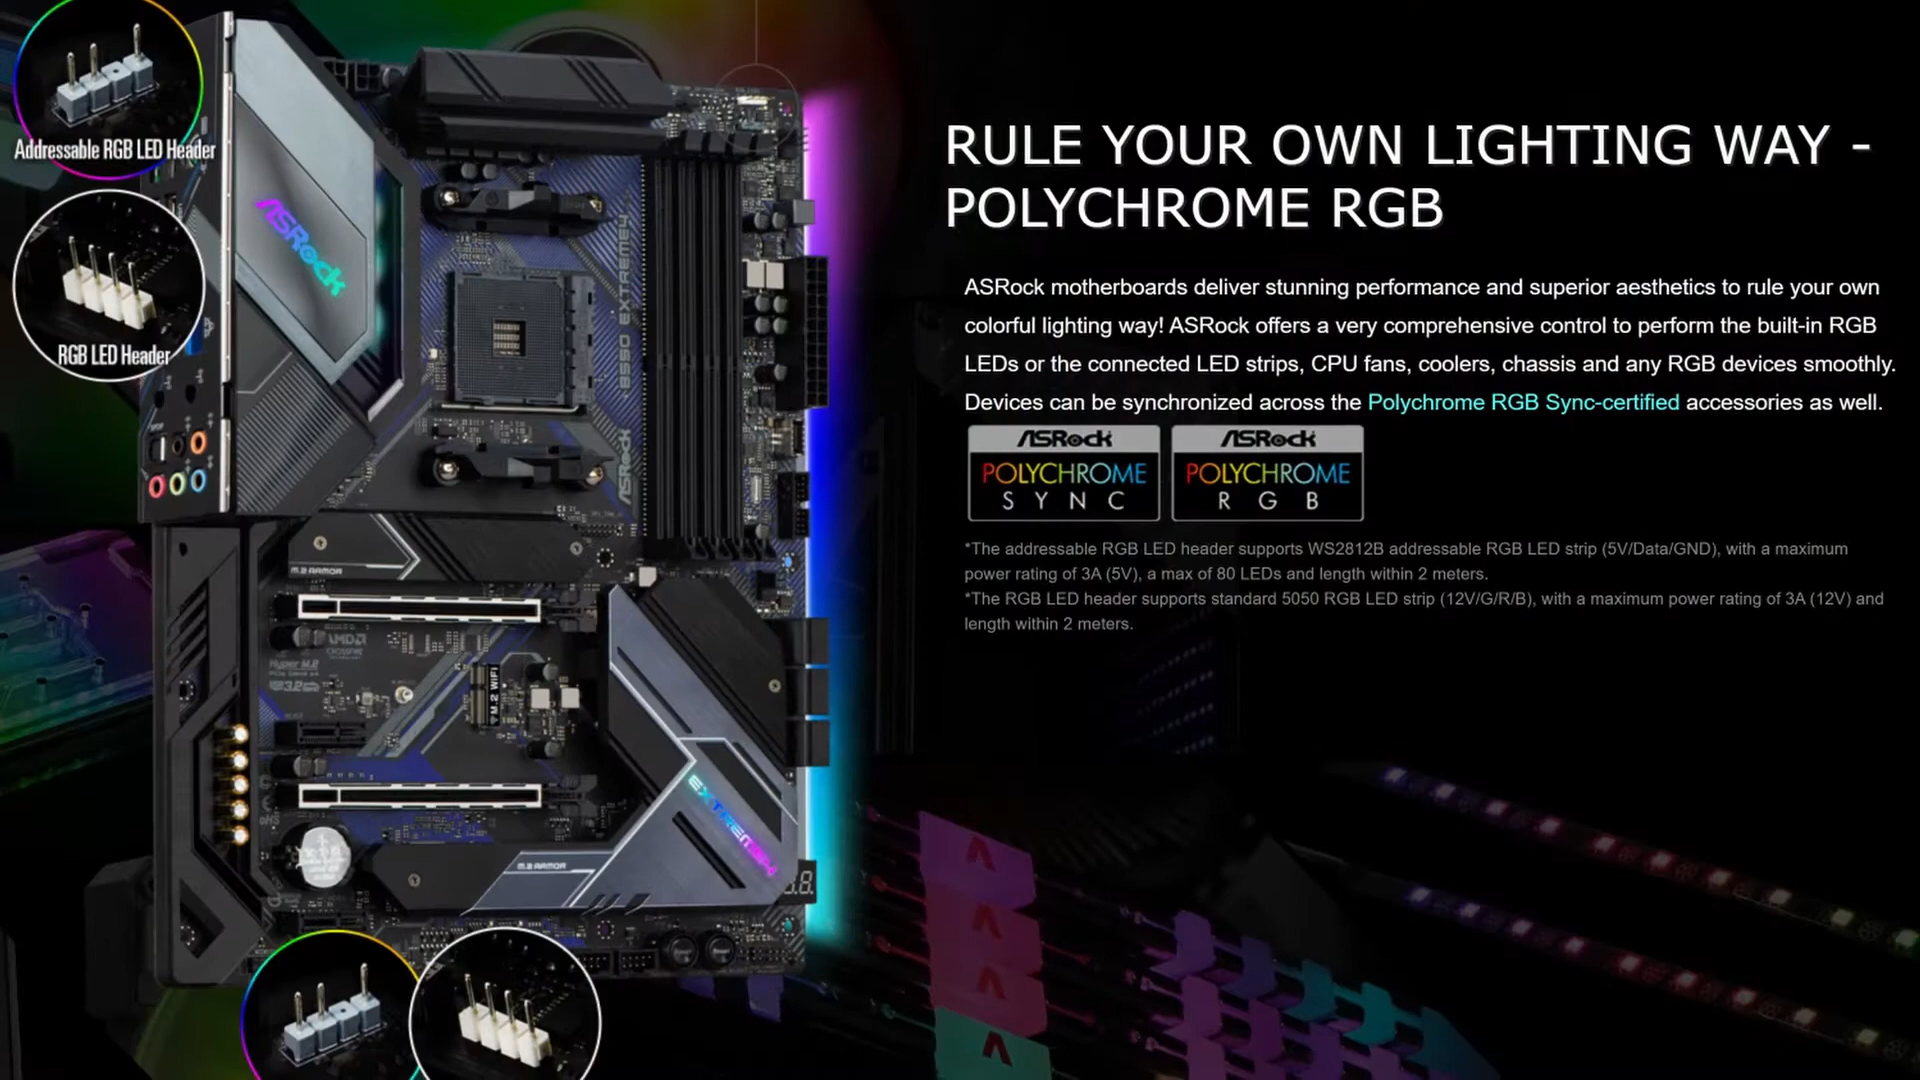 Addressable RGB LED Header
RGB LED Header
ASRock
B550 EXTREME4
ASRock
M.2 ARMOR
AMD
CROSSFIRE
Hyper M.2
M.2 WiFi
EXTREME4
M.2 ARMOR
RULE YOUR OWN LIGHTING WAY -
POLYCHROME RGB
ASRock motherboards deliver stunning performance and superior aesthetics to rule your own
colorful lighting way! ASRock offers a very comprehensive control to perform the built-in RGB
LEDs or the connected LED strips, CPU fans, coolers, chassis and any RGB devices smoothly.
Devices can be synchronized across the Polychrome RGB Sync-certified accessories as well.
ASRock
POLYCHROME
SYNC
ASRock
POLYCHROME
RGB
*The addressable RGB LED header supports WS2812B addressable RGB LED strip (5V/Data/GND), with a maximum
power rating of 3A (5V), a max of 80 LEDs and length within 2 meters.
*The RGB LED header supports standard 5050 RGB LED strip (12V/G/R/B), with a maximum power rating of 3A (12V) and
length within 2 meters.